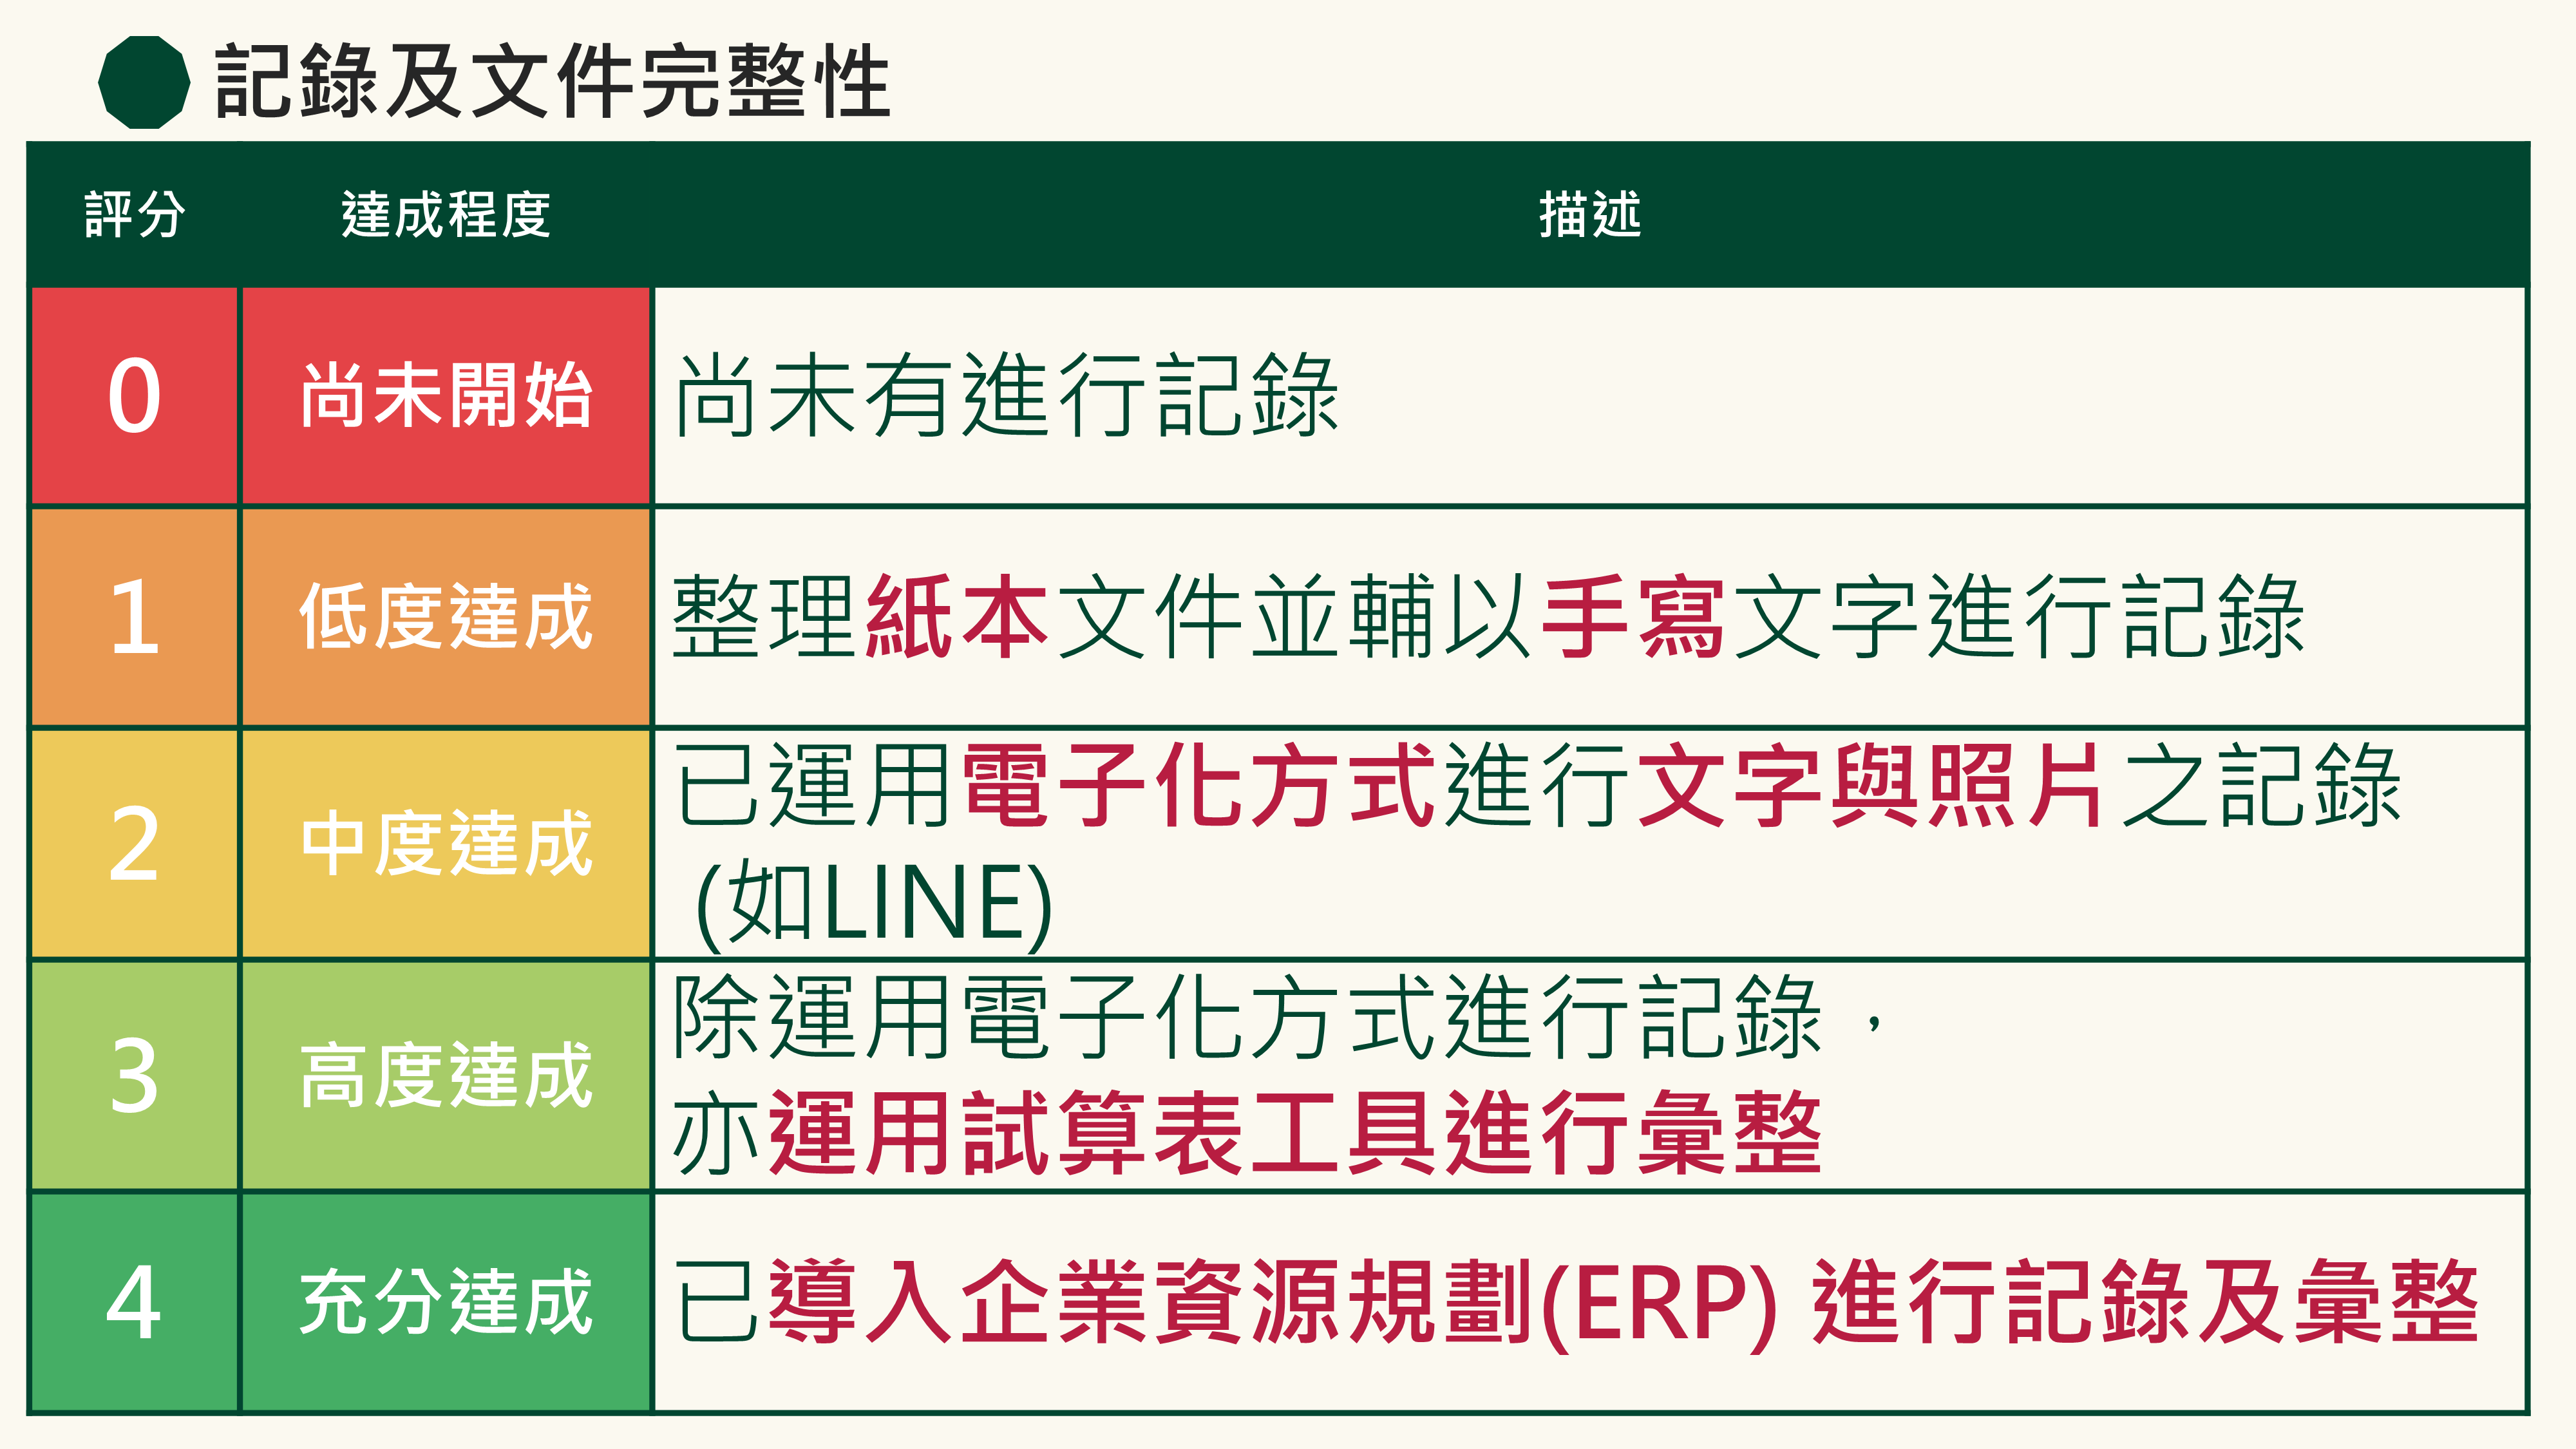 記錄及文件完整性
評分 達成程度 描述
0 尚未開始 尚未有進行記錄
1 低度達成 整理紙本文件並輔以手寫文字進行記錄
2 中度達成 已運用電子化方式進行文字與照片之記錄
(如LINE)
3 高度達成 除運用電子化方式進行記錄，
亦運用試算表工具進行彙整
4 充分達成 已導入企業資源規劃(ERP) 進行記錄及彙整